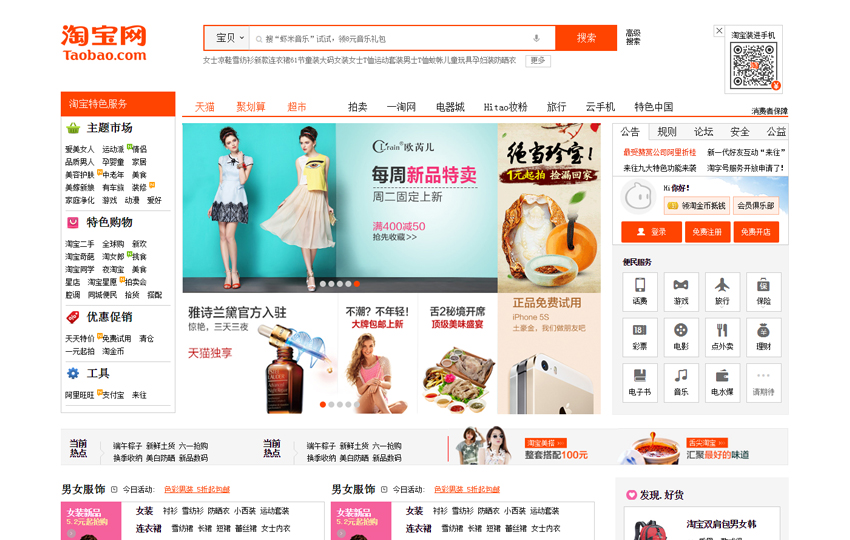 淘宝网
Taobao.com
宝贝
搜 “虾米音乐” 试试，领0元音乐礼包
搜索
高级
搜索
淘宝装进手机
女士凉鞋 雪纺衫 新款连衣裙 61节童装 大码女装 女士T恤 运动套装 男士T恤 蚊帐 儿童玩具 孕妇装 防晒衣
更多
淘宝特色服务
天猫 聚划算 超市 拍卖 一淘网 电器城 Hitao妆粉 旅行 云手机 特色中国
消费者保障
主题市场
爱美女人 运动派 情侣
品质男人 孕婴童 家居
美容护肤 中老年 美食
美嫁新娘 有车族 装修
家庭净化 游戏 动漫 爱好
特色购物
淘宝二手 全球购 新欢
淘宝奇葩 淘女郎 挑食
淘宝同学 夜淘宝 美食
星店 淘宝星愿 拍卖会
腔调 同城便民 拾货 搭配
优惠促销
天天特价 免费试用 清仓
一元起拍 淘金币
工具
阿里旺旺 支付宝 来往
欧芮儿
每周新品特卖
周二固定上新
满400减50
抢先收藏>>
绝当珍宝!
1元起拍 捡漏回家
雅诗兰黛官方入驻
惊艳，三天三夜
天猫独享
不潮？不年轻！
大牌包邮上新
舌2秘境开席
顶级美味盛宴
正品免费试用
iPhone 5S
土豪金，我们做朋友吧
公告 规则 论坛 安全 公益
最受赞赏公司阿里折桂 新一代好友互动“来往”
来往九大特色功能来袭 淘字号服务开放申请了！
Hi 你好！
领淘金币抵钱 会员俱乐部
登录 免费注册 免费开店
便民服务
话费 游戏 旅行 保险
彩票 电影 点外卖 理财
电子书 音乐 电水煤 请期待
当前
热点
端午粽子 新鲜土货 六一抢购
换季收纳 美白防晒 新品数码
当前
热点
端午粽子 新鲜土货 六一抢购
换季收纳 美白防晒 新品数码
淘宝美搭
整套搭配100元
舌尖淘宝
汇聚最好的味道
男女服饰 今日活动： 色彩男装 5折起包邮
女装新品
5.2元起抢购
女装 衬衫 雪纺衫 防晒衣 小西装 运动套装
连衣裙 雪纺裙 长裙 短裙 蕾丝裙 女士内衣
男女服饰 今日活动： 色彩男装 5折起包邮
女装新品
5.2元起抢购
女装 衬衫 雪纺衫 防晒衣 小西装 运动套装
连衣裙 雪纺裙 长裙 短裙 蕾丝裙 女士内衣
发现. 好货
淘宝双肩包男女韩